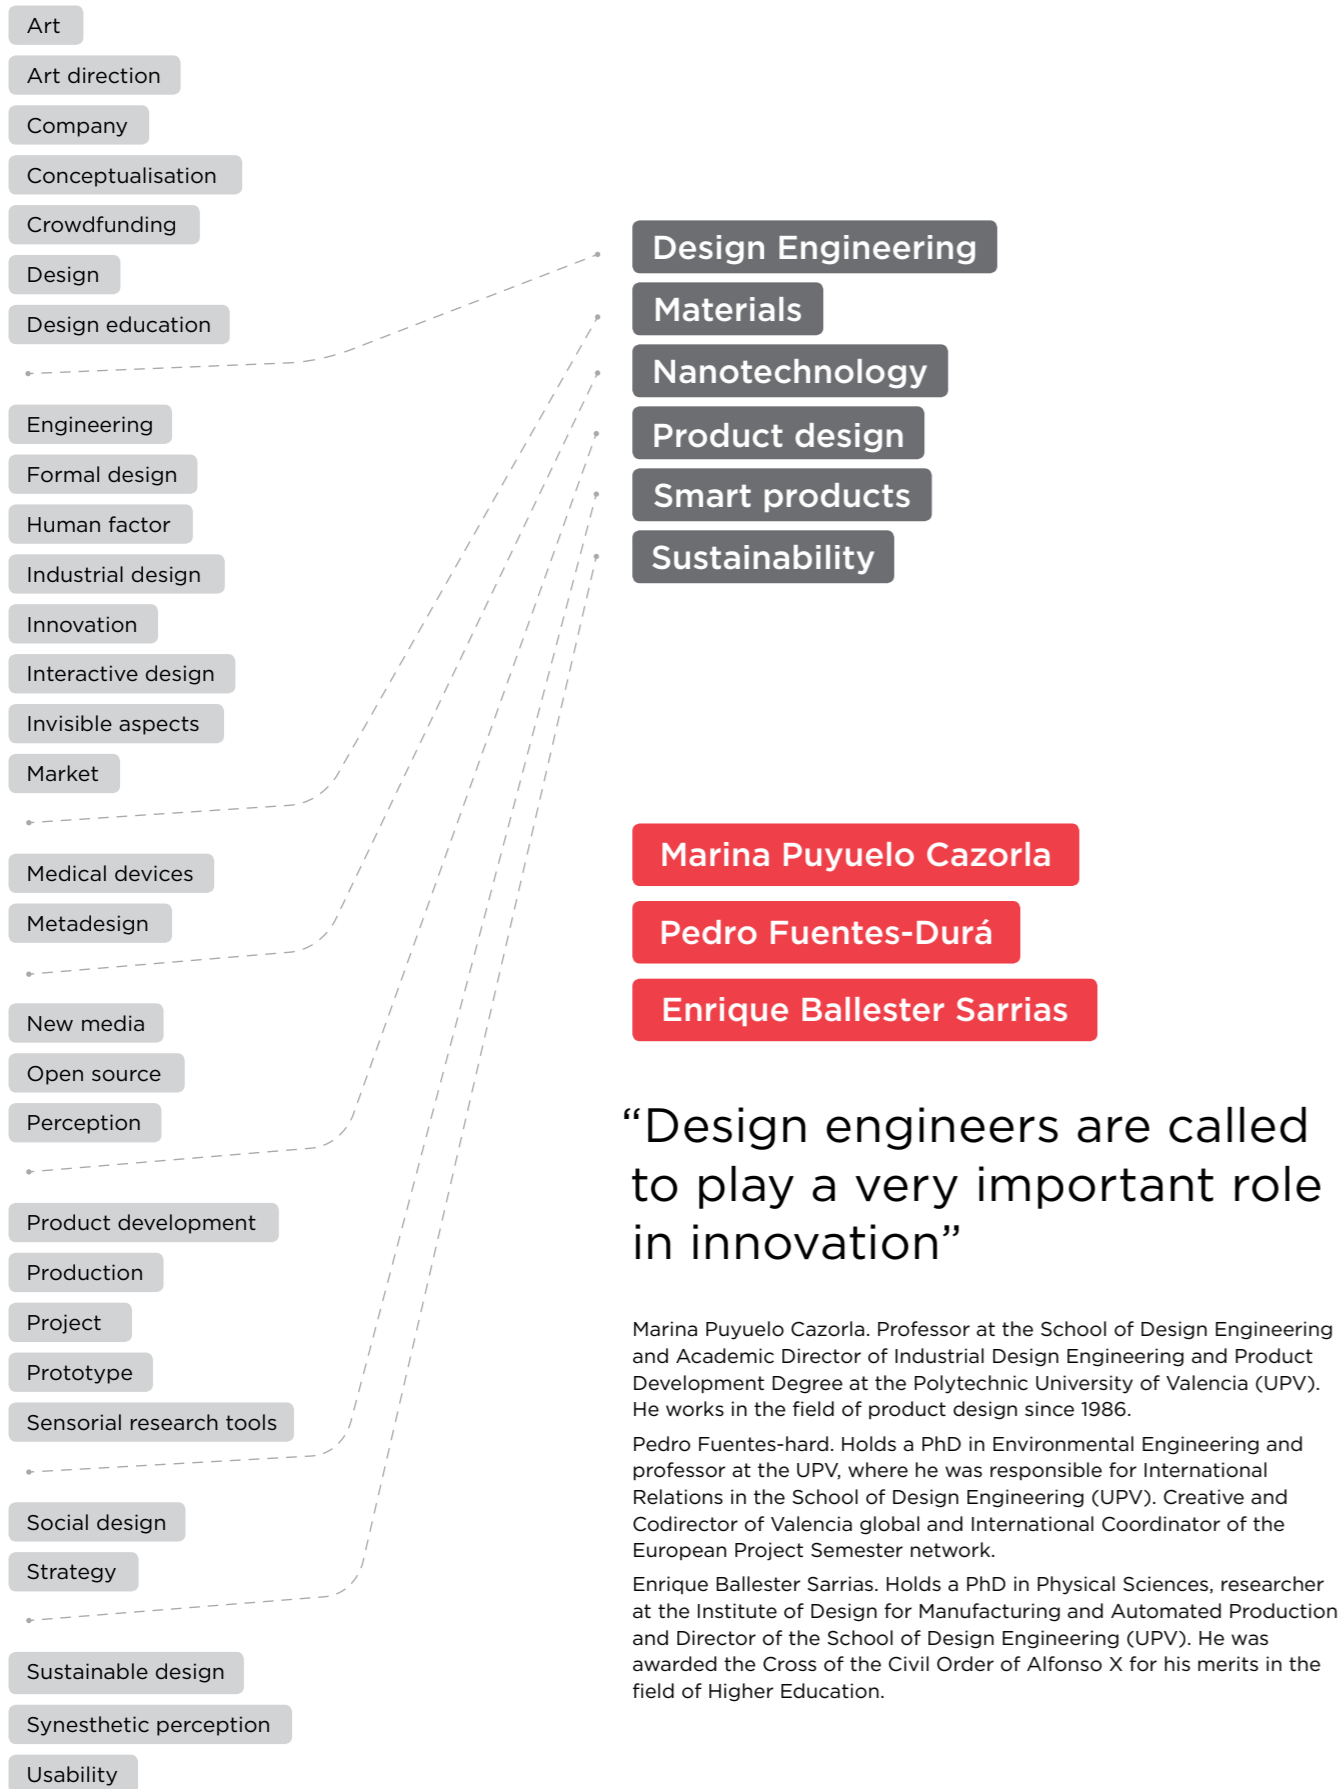 Art
Art direction
Company
Conceptualisation
Crowdfunding
Design
Design education
Engineering
Formal design
Human factor
Industrial design
Innovation
Interactive design
Invisible aspects
Market
Medical devices
Metadesign
New media
Open source
Perception
Product development
Production
Project
Prototype
Sensorial research tools
Social design
Strategy
Sustainable design
Synesthetic perception
Usability
Design Engineering
Materials
Nanotechnology
Product design
Smart products
Sustainability
Marina Puyuelo Cazorla
Pedro Fuentes-Durá
Enrique Ballester Sarrias
“Design engineers are called
to play a very important role
in innovation”
Marina Puyuelo Cazorla. Professor at the School of Design Engineering
and Academic Director of Industrial Design Engineering and Product
Development Degree at the Polytechnic University of Valencia (UPV).
He works in the field of product design since 1986.
Pedro Fuentes-hard. Holds a PhD in Environmental Engineering and
professor at the UPV, where he was responsible for International
Relations in the School of Design Engineering (UPV). Creative and
Codirector of Valencia global and International Coordinator of the
European Project Semester network.
Enrique Ballester Sarrias. Holds a PhD in Physical Sciences, researcher
at the Institute of Design for Manufacturing and Automated Production
and Director of the School of Design Engineering (UPV). He was
awarded the Cross of the Civil Order of Alfonso X for his merits in the
field of Higher Education.